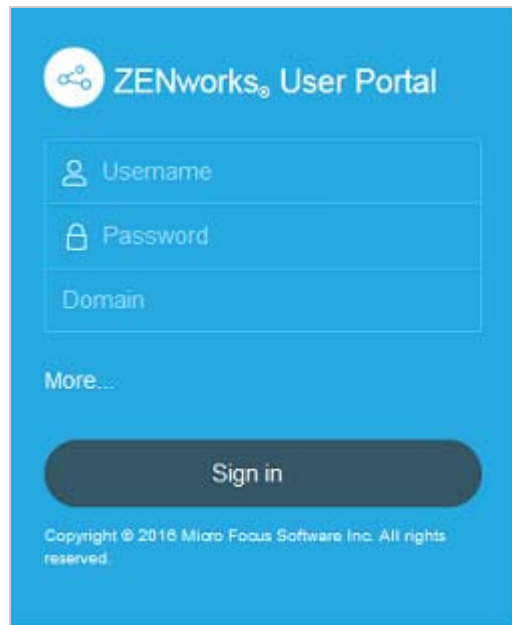 ZENworks® User Portal
Username
Password
Domain
More...
Sign in
Copyright © 2016 Micro Focus Software Inc. All rights
reserved.